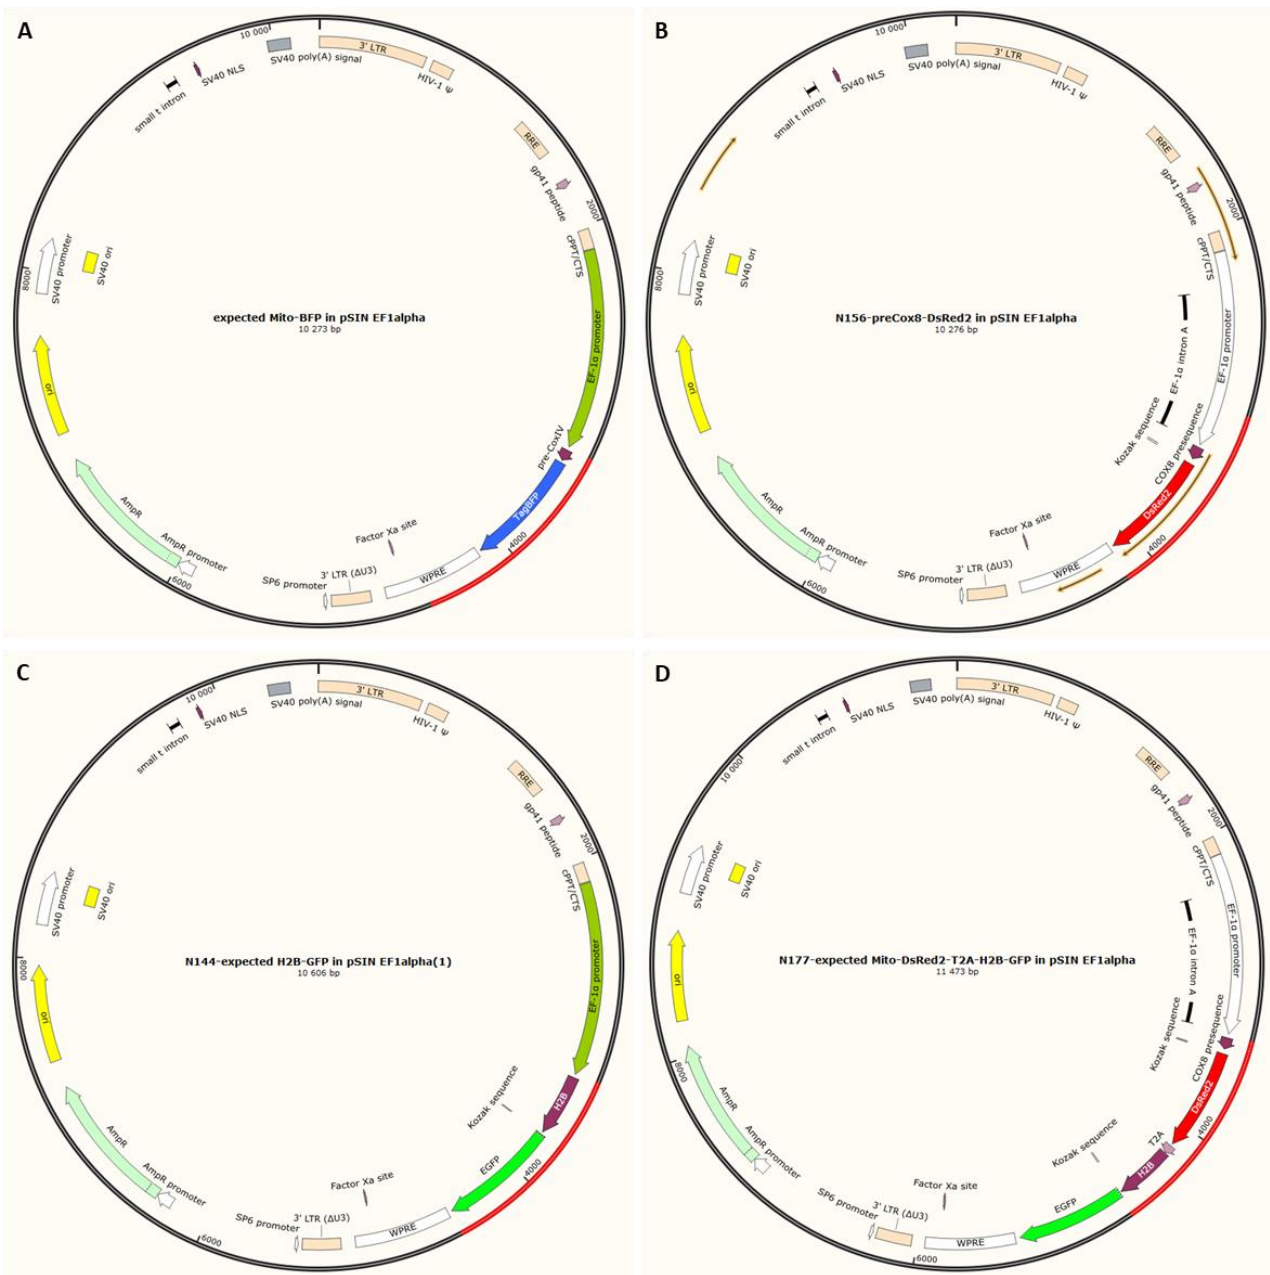 A
10 000
3' LTR
SV40 poly(A) signal
HIV-1 Ψ
SV40 NLS
small t intron
RRE
gp41 peptide
2000
cPPT/CTS
SV40 promoter
SV40 ori
8000
expected Mito-BFP in pSIN EF1alpha
10 273 bp
EF-1α promoter
ori
pre-CoxIV
TagBFP
4000
AmpR
AmpR promoter
6000
Factor Xa site
WPRE
3' LTR (ΔU3)
SP6 promoter
B
10 000
3' LTR
SV40 poly(A) signal
HIV-1 Ψ
SV40 NLS
small t intron
RRE
gp41 peptide
2000
cPPT/CTS
SV40 promoter
SV40 ori
8000
N156-preCox8-DsRed2 in pSIN EF1alpha
10 276 bp
EF-1α promoter
EF-1α intron A
ori
Kozak sequence
COX8 presequence
DsRed2
4000
AmpR
AmpR promoter
6000
Factor Xa site
WPRE
3' LTR (ΔU3)
SP6 promoter
C
10 000
3' LTR
SV40 poly(A) signal
HIV-1 Ψ
SV40 NLS
small t intron
RRE
gp41 peptide
2000
cPPT/CTS
SV40 promoter
SV40 ori
8000
N144-expected H2B-GFP in pSIN EF1alpha(1)
10 606 bp
EF-1α promoter
ori
Kozak sequence
H2B
EGFP
4000
AmpR
AmpR promoter
6000
Factor Xa site
WPRE
3' LTR (ΔU3)
SP6 promoter
D
10 000
3' LTR
SV40 poly(A) signal
HIV-1 Ψ
SV40 NLS
small t intron
RRE
gp41 peptide
2000
cPPT/CTS
SV40 promoter
SV40 ori
N177-expected Mito-DsRed2-T2A-H2B-GFP in pSIN EF1alpha
11 473 bp
EF-1α promoter
EF-1α intron A
ori
Kozak sequence
COX8 presequence
DsRed2
4000
T2A
H2B
Kozak sequence
EGFP
8000
AmpR
AmpR promoter
Factor Xa site
WPRE
6000
3' LTR (ΔU3)
SP6 promoter